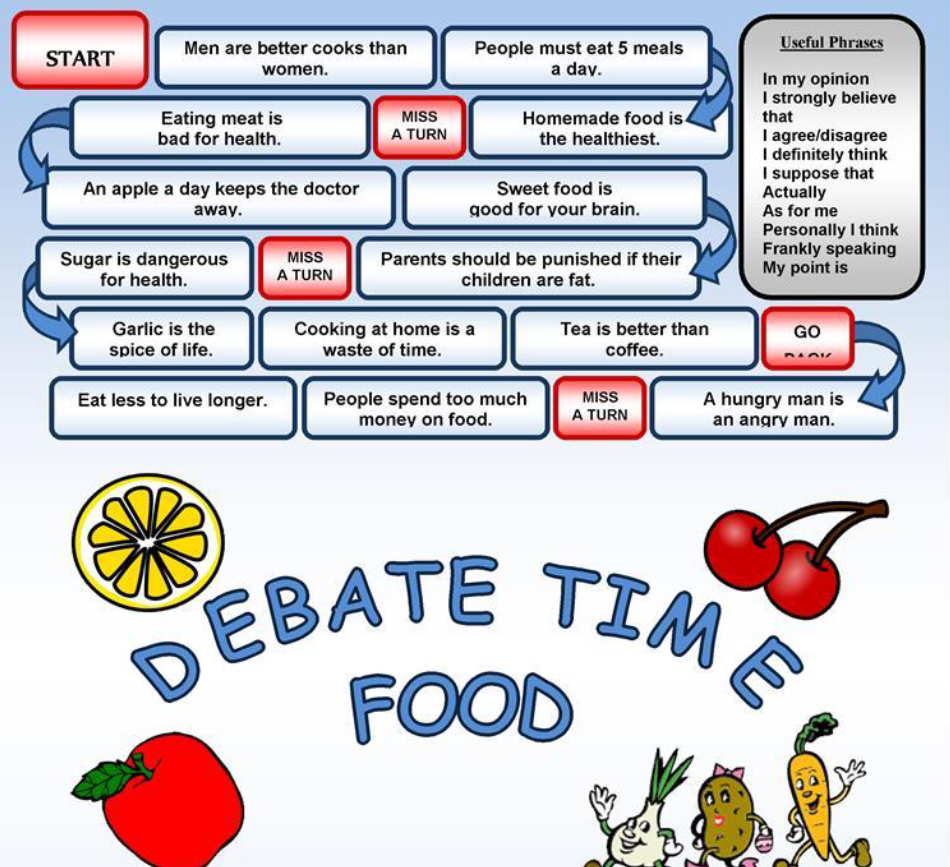 START
Men are better cooks than
women.
People must eat 5 meals
a day.
Eating meat is
bad for health.
MISS
A TURN
Homemade food is
the healthiest.
An apple a day keeps the doctor
away.
Sweet food is
good for your brain.
Sugar is dangerous
for health.
MISS
A TURN
Parents should be punished if their
children are fat.
Garlic is the
spice of life.
Cooking at home is a
waste of time.
Tea is better than
coffee.
GO
BACK
Eat less to live longer.
People spend too much
money on food.
MISS
A TURN
A hungry man is
an angry man.
Useful Phrases
In my opinion
I strongly believe
that
I agree/disagree
I definitely think
I suppose that
Actually
As for me
Personally I think
Frankly speaking
My point is
DEBATE TIME
FOOD